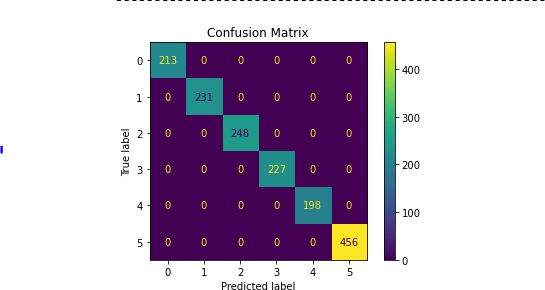 Confusion Matrix
0 213 0 0 0 0 0
1 0 231 0 0 0 0
2 0 0 248 0 0 0
3 0 0 0 227 0 0
4 0 0 0 0 198 0
5 0 0 0 0 0 456
0 1 2 3 4 5
Predicted label
True label
400
300
200
100
0